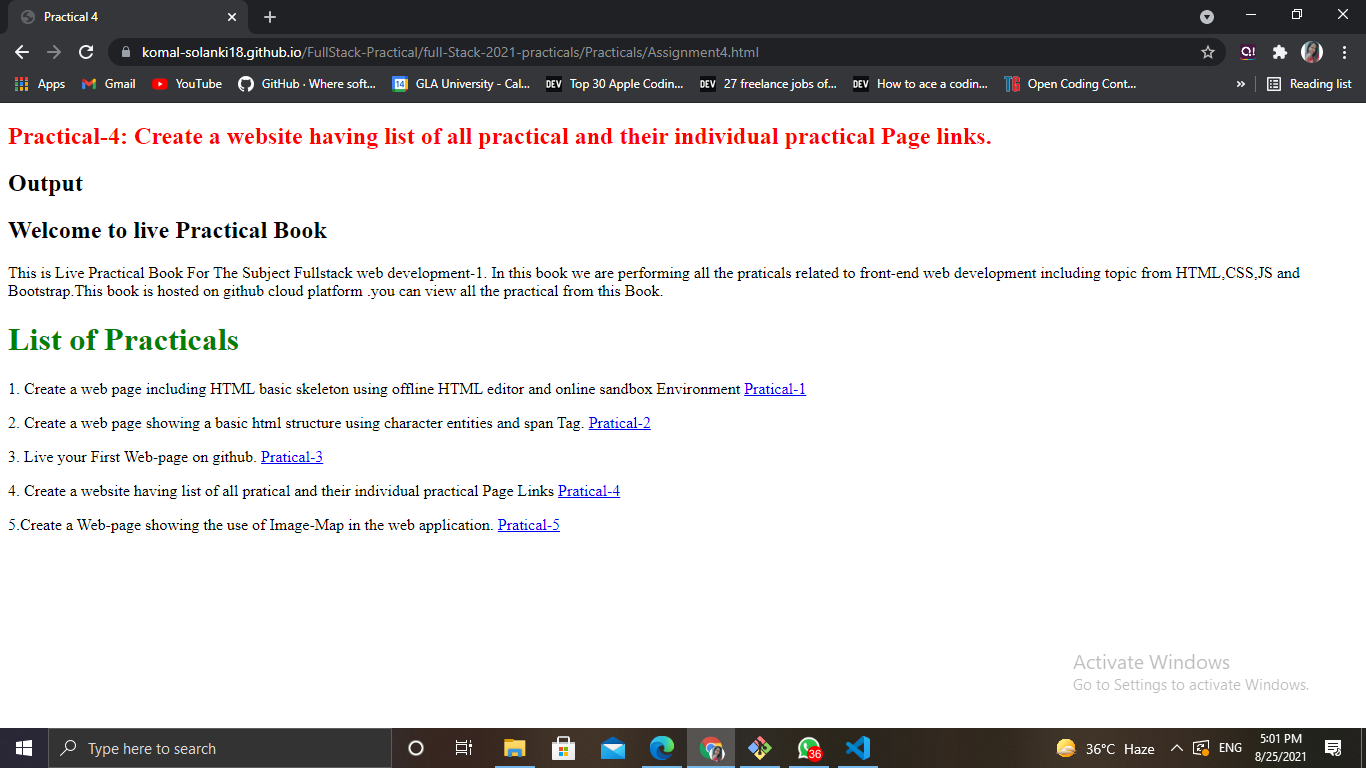 Practical 4
komal-solanki18.github.io/FullStack-Practical/full-Stack-2021-practicals/Practicals/Assignment4.html
Apps Gmail YouTube GitHub · Where soft... 14 GLA University - Cal... DEV Top 30 Apple Codin... DEV 27 freelance jobs of... DEV How to ace a codin... TG Open Coding Cont... » Reading list
Practical-4: Create a website having list of all practical and their individual practical Page links.
Output
Welcome to live Practical Book
This is Live Practical Book For The Subject Fullstack web development-1. In this book we are performing all the praticals related to front-end web development including topic from HTML,CSS,JS and
Bootstrap.This book is hosted on github cloud platform .you can view all the practical from this Book.
List of Practicals
1. Create a web page including HTML basic skeleton using offline HTML editor and online sandbox Environment Pratical-1
2. Create a web page showing a basic html structure using character entities and span Tag. Pratical-2
3. Live your First Web-page on github. Pratical-3
4. Create a website having list of all pratical and their individual practical Page Links Pratical-4
5.Create a Web-page showing the use of Image-Map in the web application. Pratical-5
Activate Windows
Go to Settings to activate Windows.
Type here to search
36
36°C Haze
ENG
5:01 PM
8/25/2021